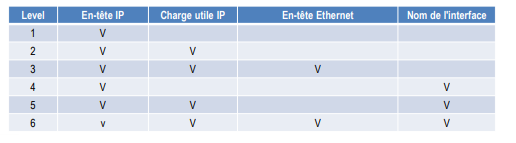 Level En-tête IP Charge utile IP En-tête Ethernet Nom de l'interface
1 V
2 V V
3 V V V
4 V V
5 V V V
6 v V V V